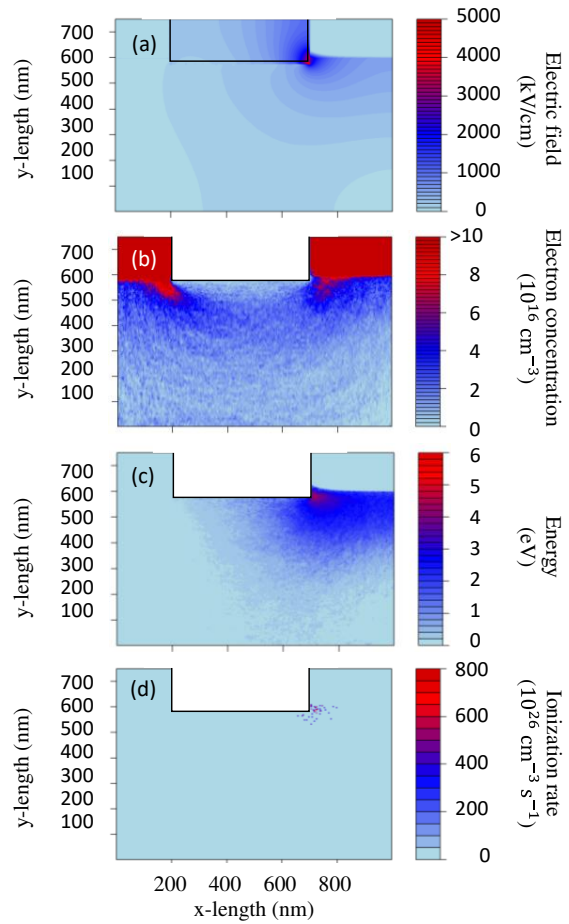 (a)
700
600
500
400
300
200
100
y-length (nm)
5000
4000
3000
2000
1000
0
Electric field
(kV/cm)
(b)
700
600
500
400
300
200
100
y-length (nm)
>10
8
6
4
2
0
Electron concentration
(10¹⁶ cm⁻³)
(c)
700
600
500
400
300
200
100
y-length (nm)
6
5
4
3
2
1
0
Energy
(eV)
(d)
700
600
500
400
300
200
100
y-length (nm)
800
600
400
200
0
Ionization rate
(10²⁶ cm⁻³ s⁻¹)
200 400 600 800
x-length (nm)